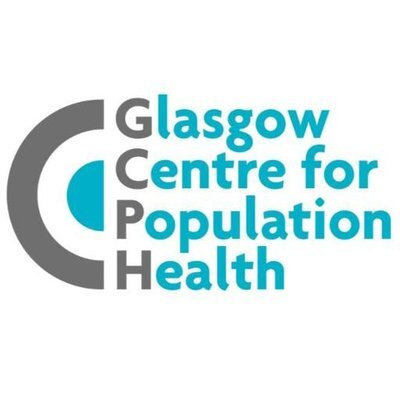 Glasgow
Centre for
Population
Health